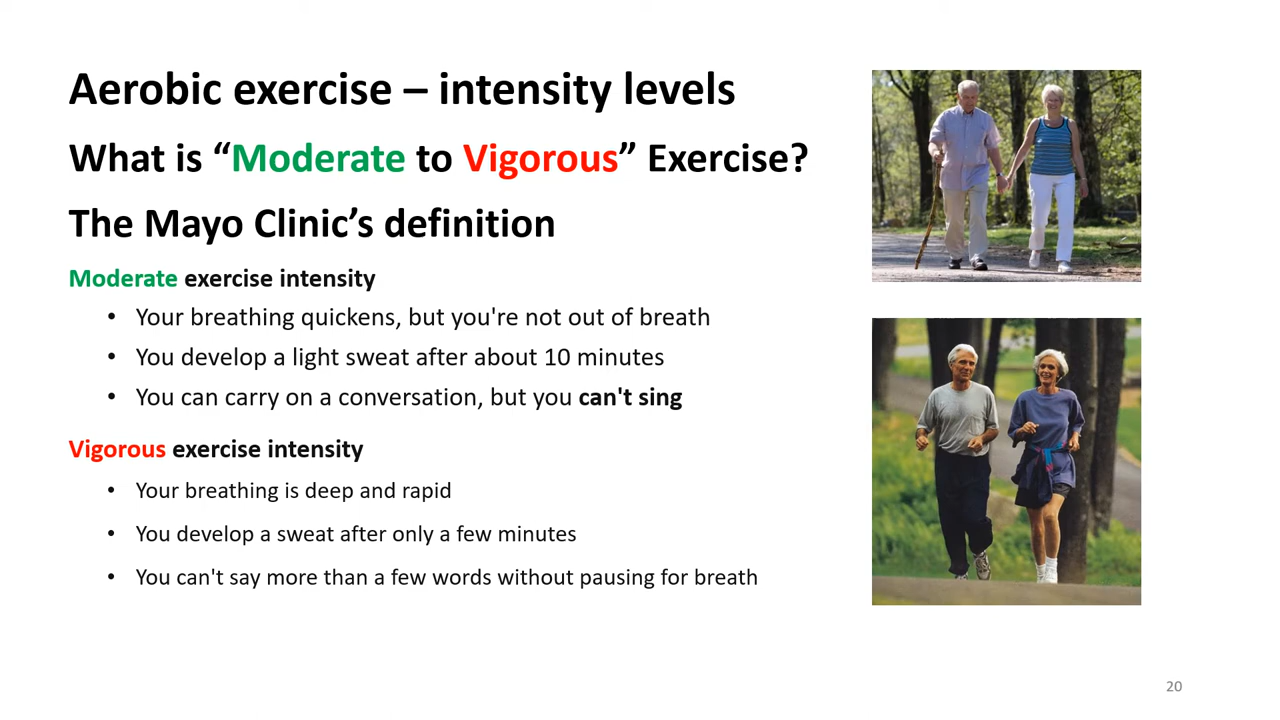 Aerobic exercise – intensity levels
What is “Moderate to Vigorous” Exercise?
The Mayo Clinic’s definition
Moderate exercise intensity
• Your breathing quickens, but you're not out of breath
• You develop a light sweat after about 10 minutes
• You can carry on a conversation, but you can't sing
Vigorous exercise intensity
• Your breathing is deep and rapid
• You develop a sweat after only a few minutes
• You can't say more than a few words without pausing for breath
20